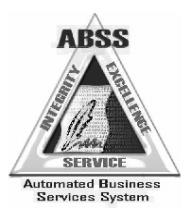 ABSS
INTEGRITY
EXCELLENCE
SERVICE
Automated Business
Services System